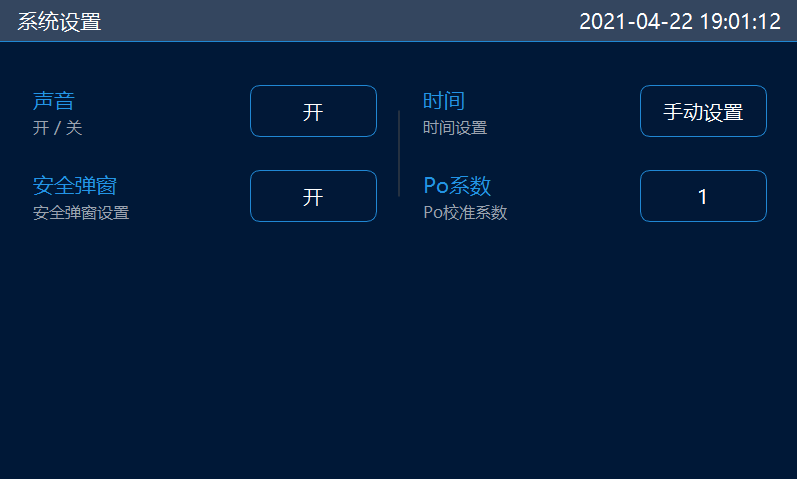 系统设置
2021-04-22 19:01:12
声音
开 / 关
开
时间
时间设置
手动设置
安全弹窗
安全弹窗设置
开
Po系数
Po校准系数
1